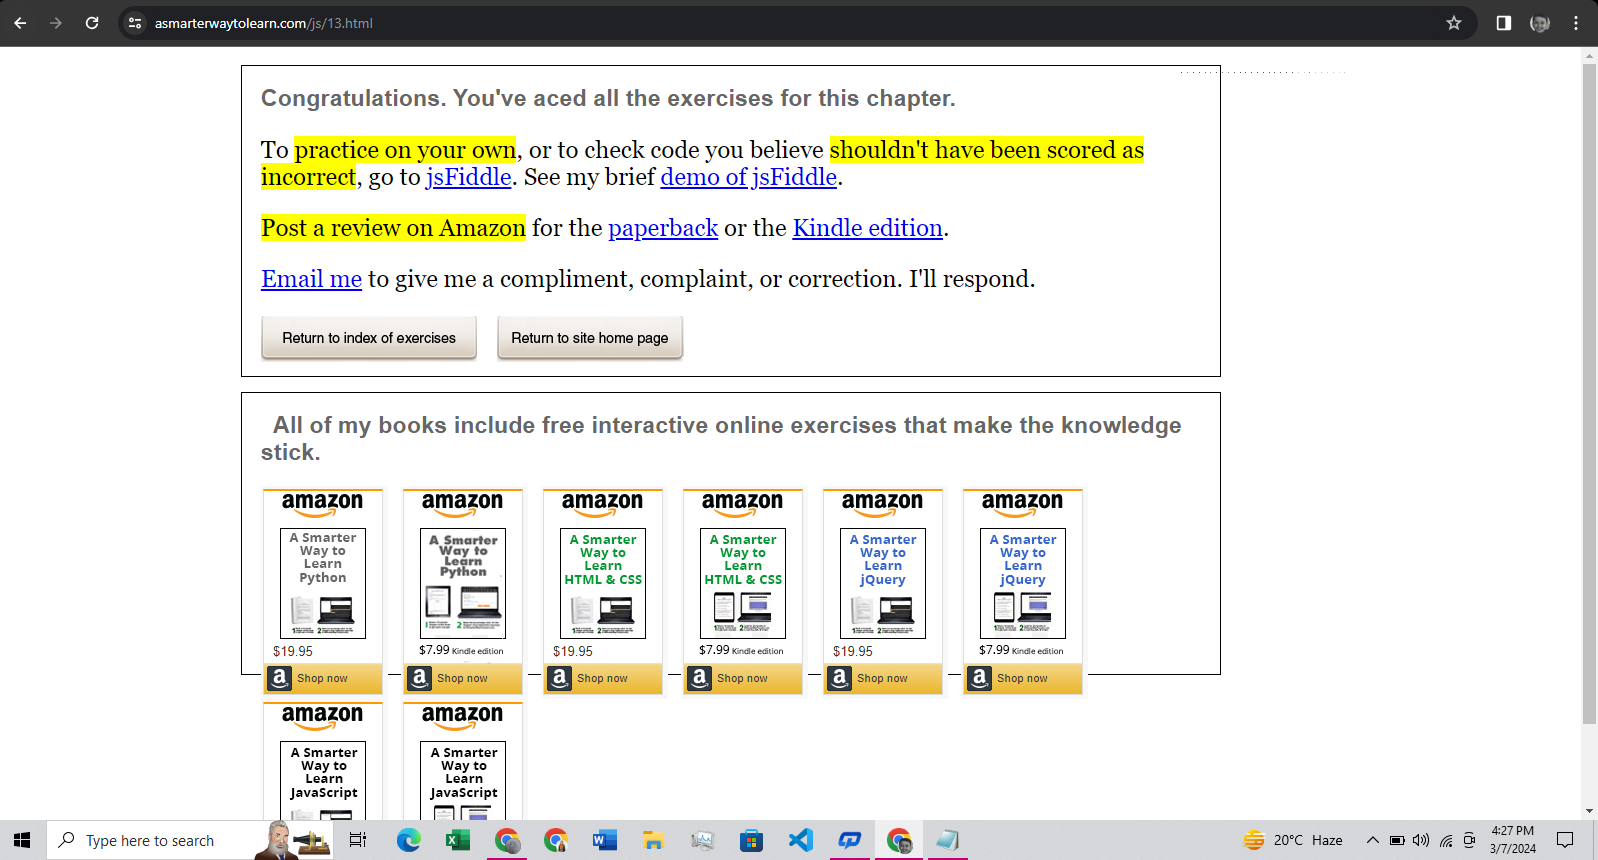 asmarterwaytolearn.com/js/13.html
Congratulations. You've aced all the exercises for this chapter.
To practice on your own, or to check code you believe shouldn't have been scored as
incorrect, go to jsFiddle. See my brief demo of jsFiddle.
Post a review on Amazon for the paperback or the Kindle edition.
Email me to give me a compliment, complaint, or correction. I'll respond.
Return to index of exercises Return to site home page
All of my books include free interactive online exercises that make the knowledge
stick.
amazon amazon amazon amazon amazon amazon
A Smarter A Smarter A Smarter A Smarter A Smarter A Smarter
Way to Way to Way to Way to Way to Way to
Learn Learn Learn Learn Learn Learn
Python Python HTML & CSS HTML & CSS jQuery jQuery
$19.95 $7.99 Kindle edition $19.95 $7.99 Kindle edition $19.95 $7.99 Kindle edition
a Shop now a Shop now a Shop now a Shop now a Shop now a Shop now
amazon amazon
A Smarter A Smarter
Way to Way to
Learn Learn
JavaScript JavaScript
Type here to search
20°C Haze
4:27 PM
3/7/2024